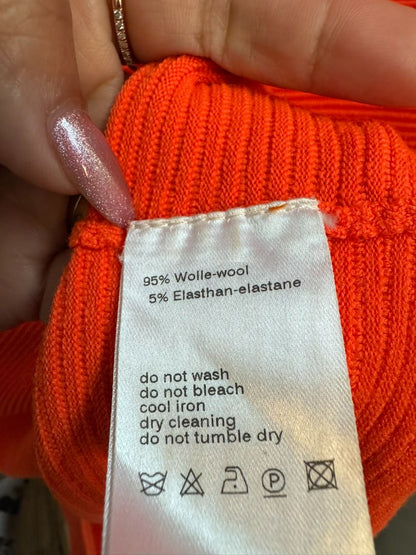 95% Wolle-wool
5% Elasthan-elastane
do not wash
do not bleach
cool iron
dry cleaning
do not tumble dry
P